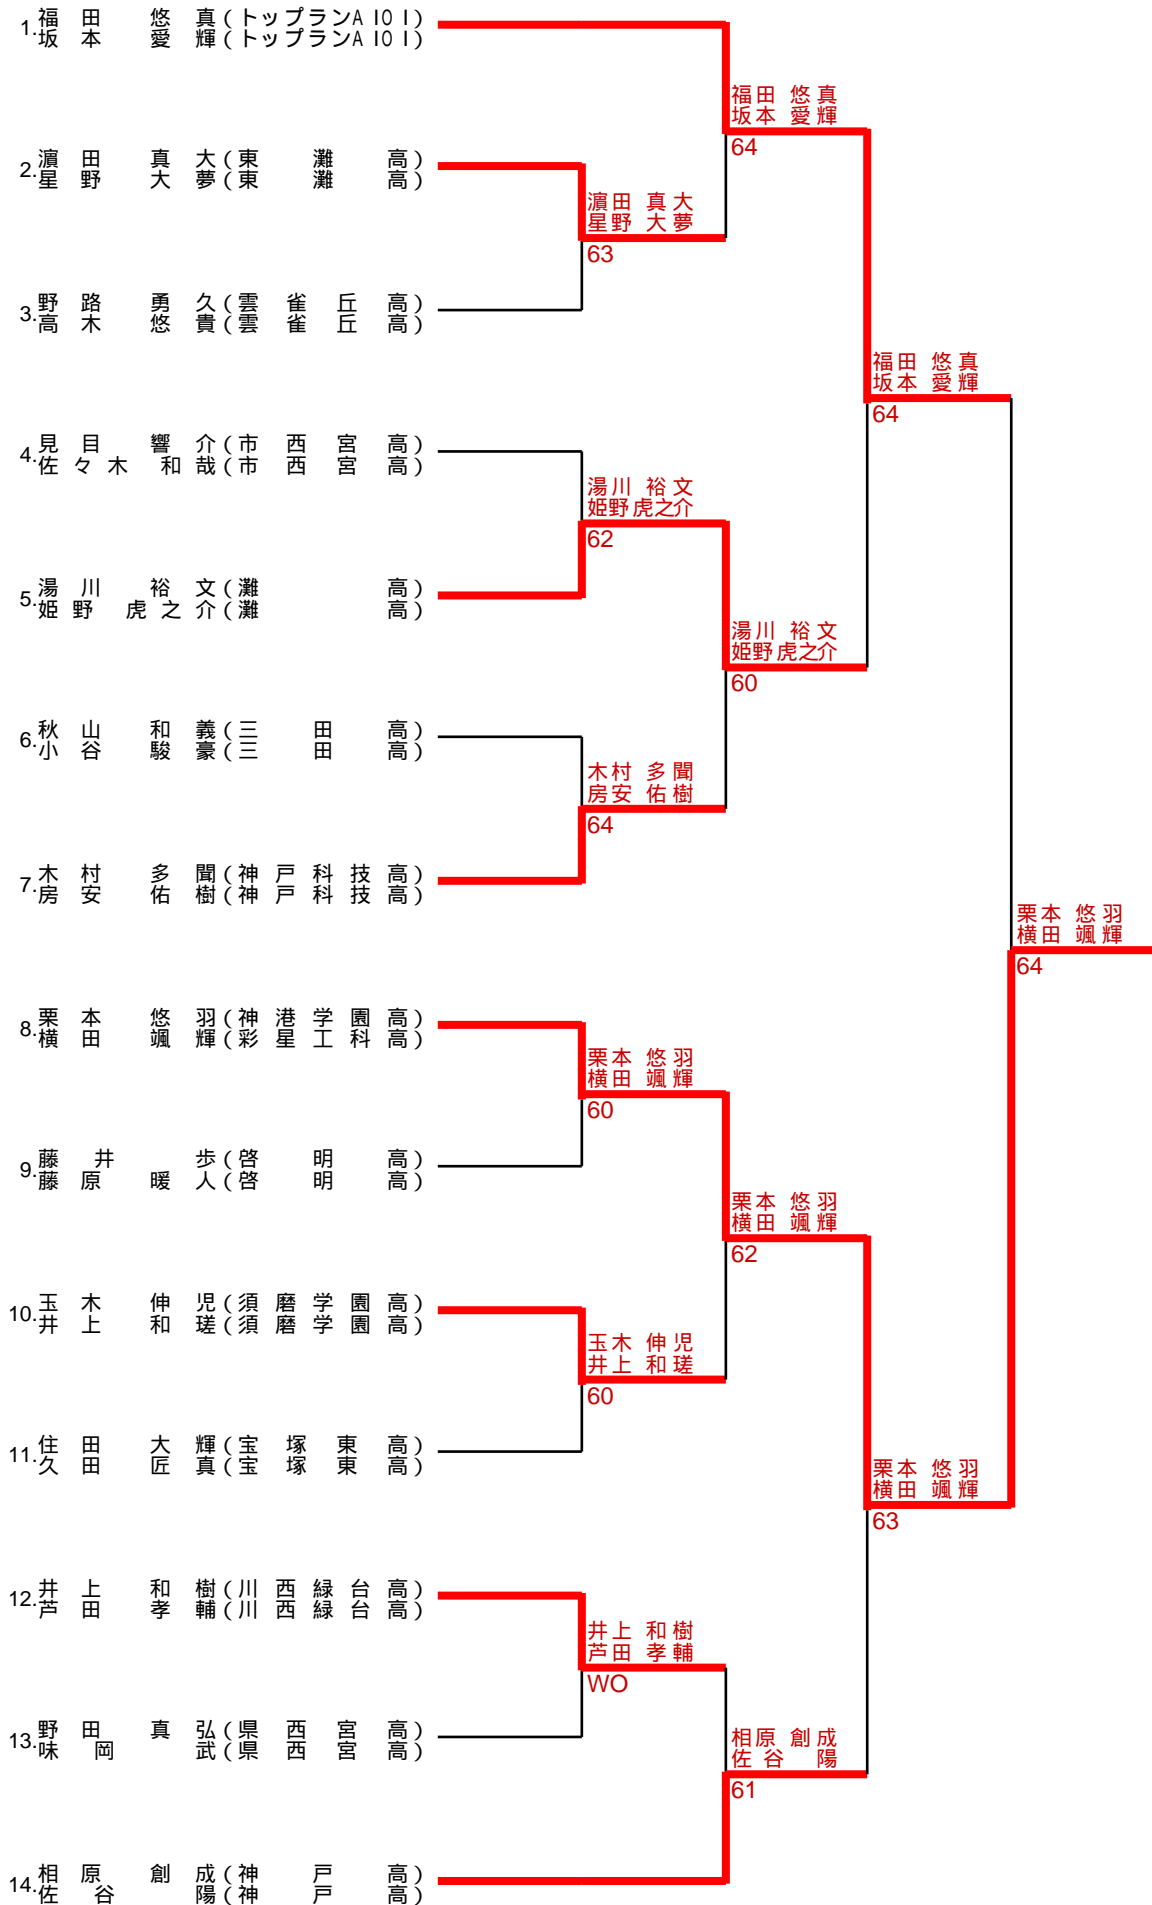 1.福田 悠真(トップランAIOI)
坂本 愛輝(トップランAIOI)
福田 悠真
坂本 愛輝
64
2.濵田 真大(東灘高)
星野 大夢(東灘高)
濵田 真大
星野 大夢
63
3.野路 勇久(雲雀丘高)
高木 悠貴(雲雀丘高)
福田 悠真
坂本 愛輝
64
4.見目 響介(市西宮高)
佐々木 和哉(市西宮高)
湯川 裕文
姫野虎之介
62
5.湯川 裕文(灘高)
姫野 虎之介(灘高)
湯川 裕文
姫野虎之介
60
6.秋山 和義(三田高)
小谷 駿豪(三田高)
木村 多聞
房安 佑樹
64
7.木村 多聞(神戸科技高)
房安 佑樹(神戸科技高)
栗本 悠羽
横田 颯輝
64
8.栗本 悠羽(神港学園高)
横田 颯輝(彩星工科高)
栗本 悠羽
横田 颯輝
60
9.藤井 歩(啓明高)
藤原 暖人(啓明高)
栗本 悠羽
横田 颯輝
62
10.玉木 伸児(須磨学園高)
井上 和瑳(須磨学園高)
玉木 伸児
井上 和瑳
60
11.住田 大輝(宝塚東高)
久田 匠真(宝塚東高)
栗本 悠羽
横田 颯輝
63
12.井上 和樹(川西緑台高)
芦田 孝輔(川西緑台高)
井上 和樹
芦田 孝輔
WO
13.野田 真弘(県西宮高)
味岡 武(県西宮高)
相原 創成
佐谷 陽
61
14.相原 創成(神戸高)
佐谷 陽(神戸高)